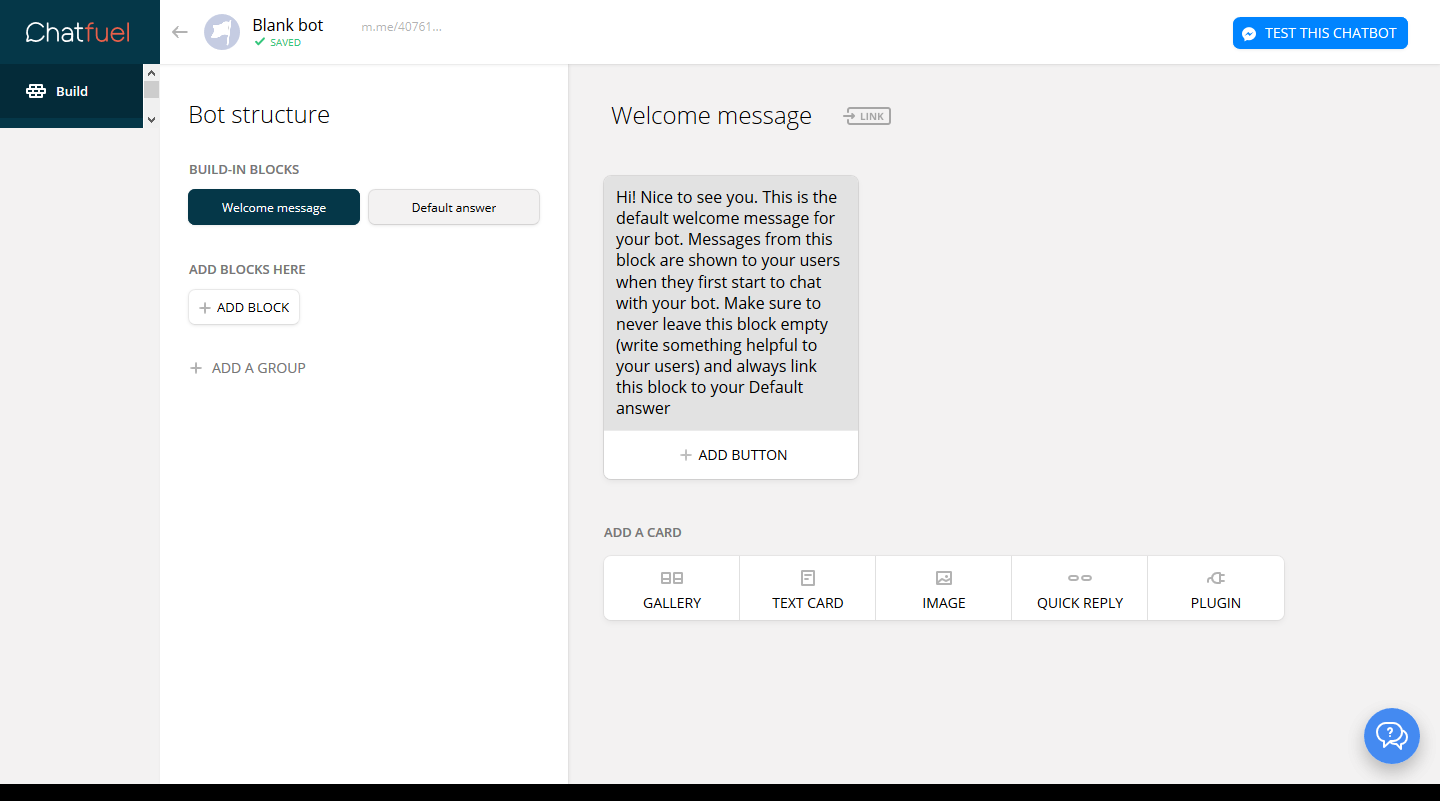 Chatfuel
Blank bot
m.me/40761...
SAVED
TEST THIS CHATBOT
Build
Bot structure
BUILD-IN BLOCKS
Welcome message
Default answer
ADD BLOCKS HERE
ADD BLOCK
ADD A GROUP
Welcome message
LINK
Hi! Nice to see you. This is the
default welcome message for
your bot. Messages from this
block are shown to your users
when they first start to chat
with your bot. Make sure to
never leave this block empty
(write something helpful to
your users) and always link
this block to your Default
answer
ADD BUTTON
ADD A CARD
GALLERY
TEXT CARD
IMAGE
QUICK REPLY
PLUGIN